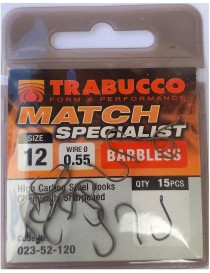 TRABUCCO
FORM & PERFORMANCE
MATCH
SPECIALIST
SIZE
12
WIRE Ø
0.55
BARBLESS
High Carbon Steel Hooks
Chemically Sharpened
QTY 15PCS
Code
023-52-120